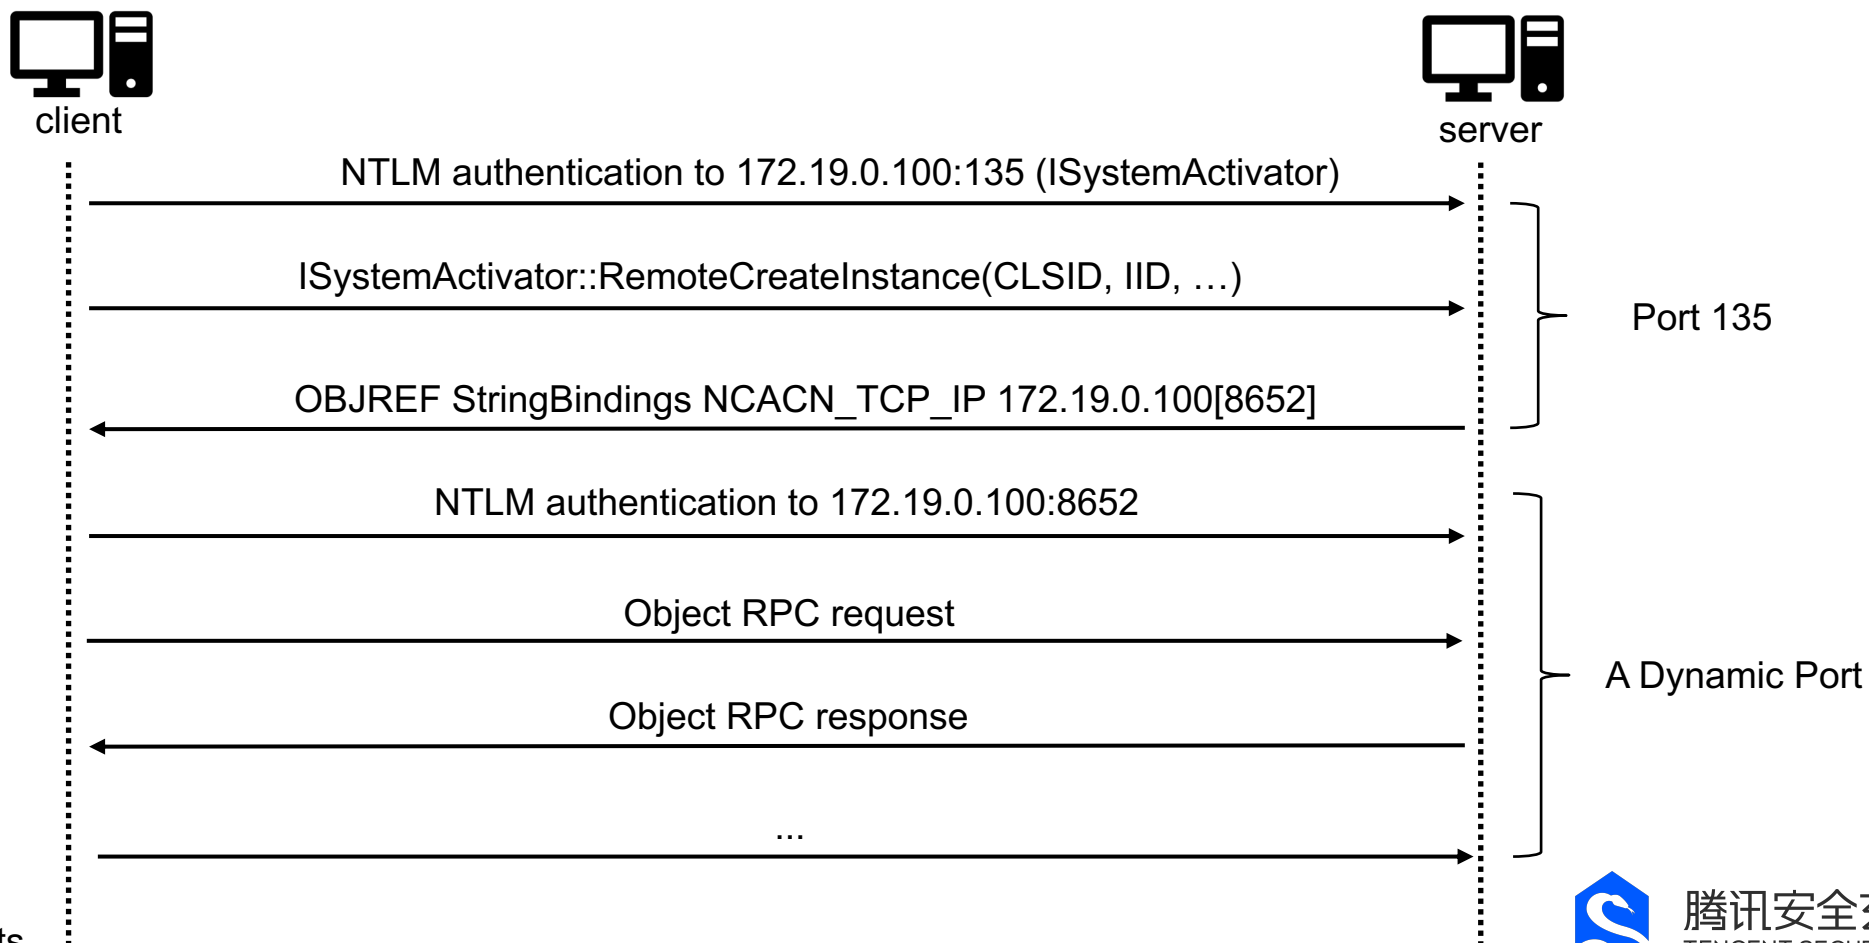 client
server
NTLM authentication to 172.19.0.100:135 (ISystemActivator)
ISystemActivator::RemoteCreateInstance(CLSID, IID, …)
Port 135
OBJREF StringBindings NCACN_TCP_IP 172.19.0.100[8652]
NTLM authentication to 172.19.0.100:8652
Object RPC request
A Dynamic Port
Object RPC response
...
腾讯安全
TENCENT